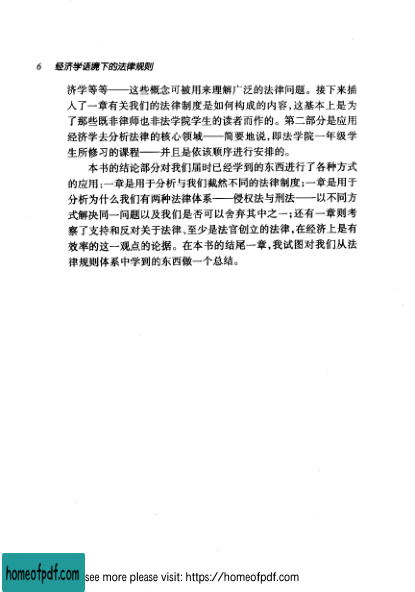 6 经济学语境下的法律规则
济学等等——这些概念可被用来理解广泛的法律问题。接下来插
入了一章有关我们的法律制度是如何构成的内容,这基本上是为
了那些既非律师也非法学院学生的读者而作的。第二部分是应用
经济学去分析法律的核心领域——简要地说,即法学院一年级学
生所修习的课程——并且是依该顺序进行安排的。
本书的结论部分对我们届时已经学到的东西进行了各种方式
的应用:一章是用于分析与我们截然不同的法律制度;一章是用于
分析为什么我们有两种法律体系——侵权法与刑法——以不同方
式解决同一问题以及我们是否可以舍弃其中之一;还有一章则考
察了支持和反对关于法律、至少是法官创立的法律,在经济上是有
效率的这一观点的论据。在本书的结尾一章,我试图对我们从法
律规则体系中学到的东西做一个总结。
homeofpdf.com
see more please visit: https://homeofpdf.com